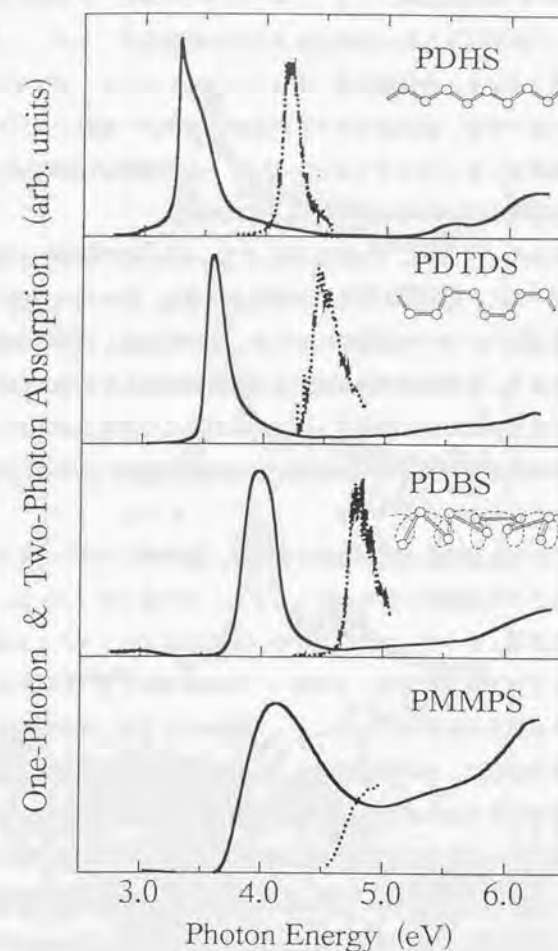 One-Photon & Two-Photon Absorption (arb. units)
PDHS
PDTDS
PDBS
PMMPS
3.0 4.0 5.0 6.0
Photon Energy (eV)